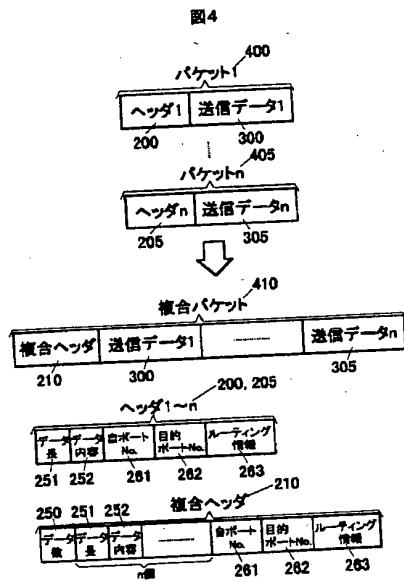 図4
400
パケット1
ヘッダ1 送信データ1
200 300
405
パケットn
ヘッダn 送信データn
205 305
410
複合パケット
複合ヘッダ 送信データ1 送信データn
210 300 305
200, 205
ヘッダ1~n
データ長 データ内容 自ポートNo. 目的ポートNo. ルーティング情報
251 252 261 262 263
210
複合ヘッダ
250 251 252
データ数 データ長 データ内容 自ポートNo. 目的ポートNo. ルーティング情報
n個 261 262 263